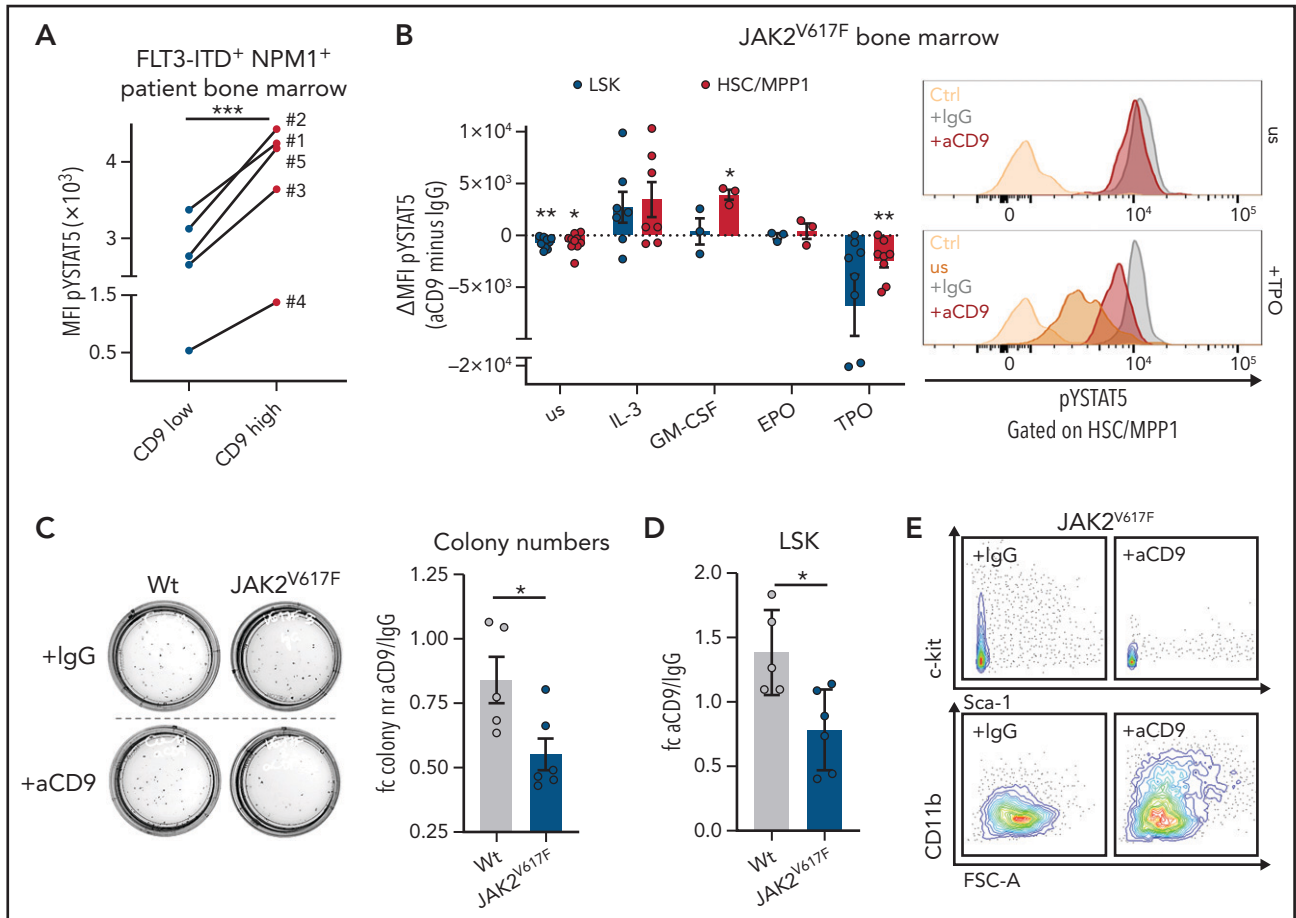 A
FLT3-ITD+ NPM1+
patient bone marrow
***
#2
#1
#5
#3
#4
MFI pYSTAT5 (×10³)
4
3
1.5
0.5
CD9 low
CD9 high
B
JAK2V617F bone marrow
LSK
HSC/MPP1
ΔMFI pYSTAT5
(aCD9 minus IgG)
1×10⁴
5×10³
0
−5×10³
−2×10⁴
**
*
*
**
us
IL-3
GM-CSF
EPO
TPO
Ctrl
+IgG
+aCD9
us
0
10⁴
10⁵
Ctrl
us
+IgG
+aCD9
+TPO
0
10⁴
10⁵
pYSTAT5
Gated on HSC/MPP1
C
Wt
JAK2V617F
+IgG
+aCD9
Colony numbers
fc colony nr aCD9/IgG
1.25
1.00
0.75
0.50
0.25
*
Wt
JAK2V617F
D
LSK
fc aCD9/IgG
2.0
1.5
1.0
0.5
0.0
*
Wt
JAK2V617F
E
JAK2V617F
+IgG
+aCD9
c-kit
Sca-1
+IgG
+aCD9
CD11b
FSC-A